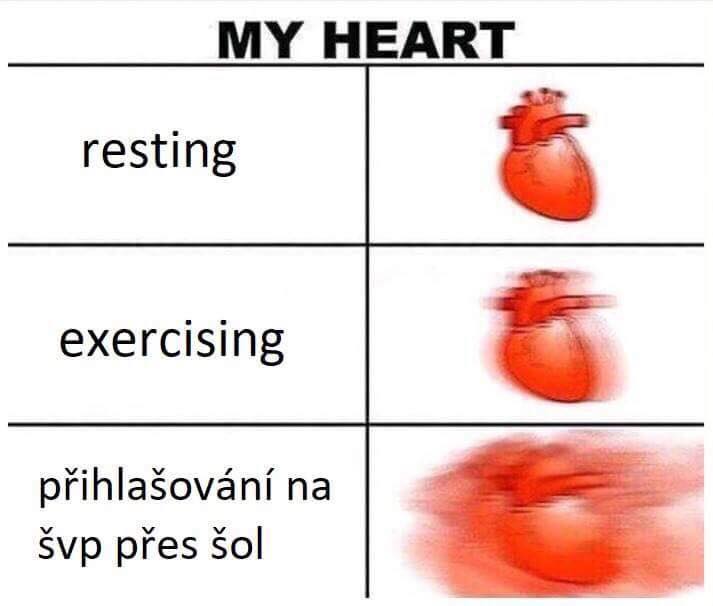 MY HEART
resting
exercising
přihlašování na
švp přes šol